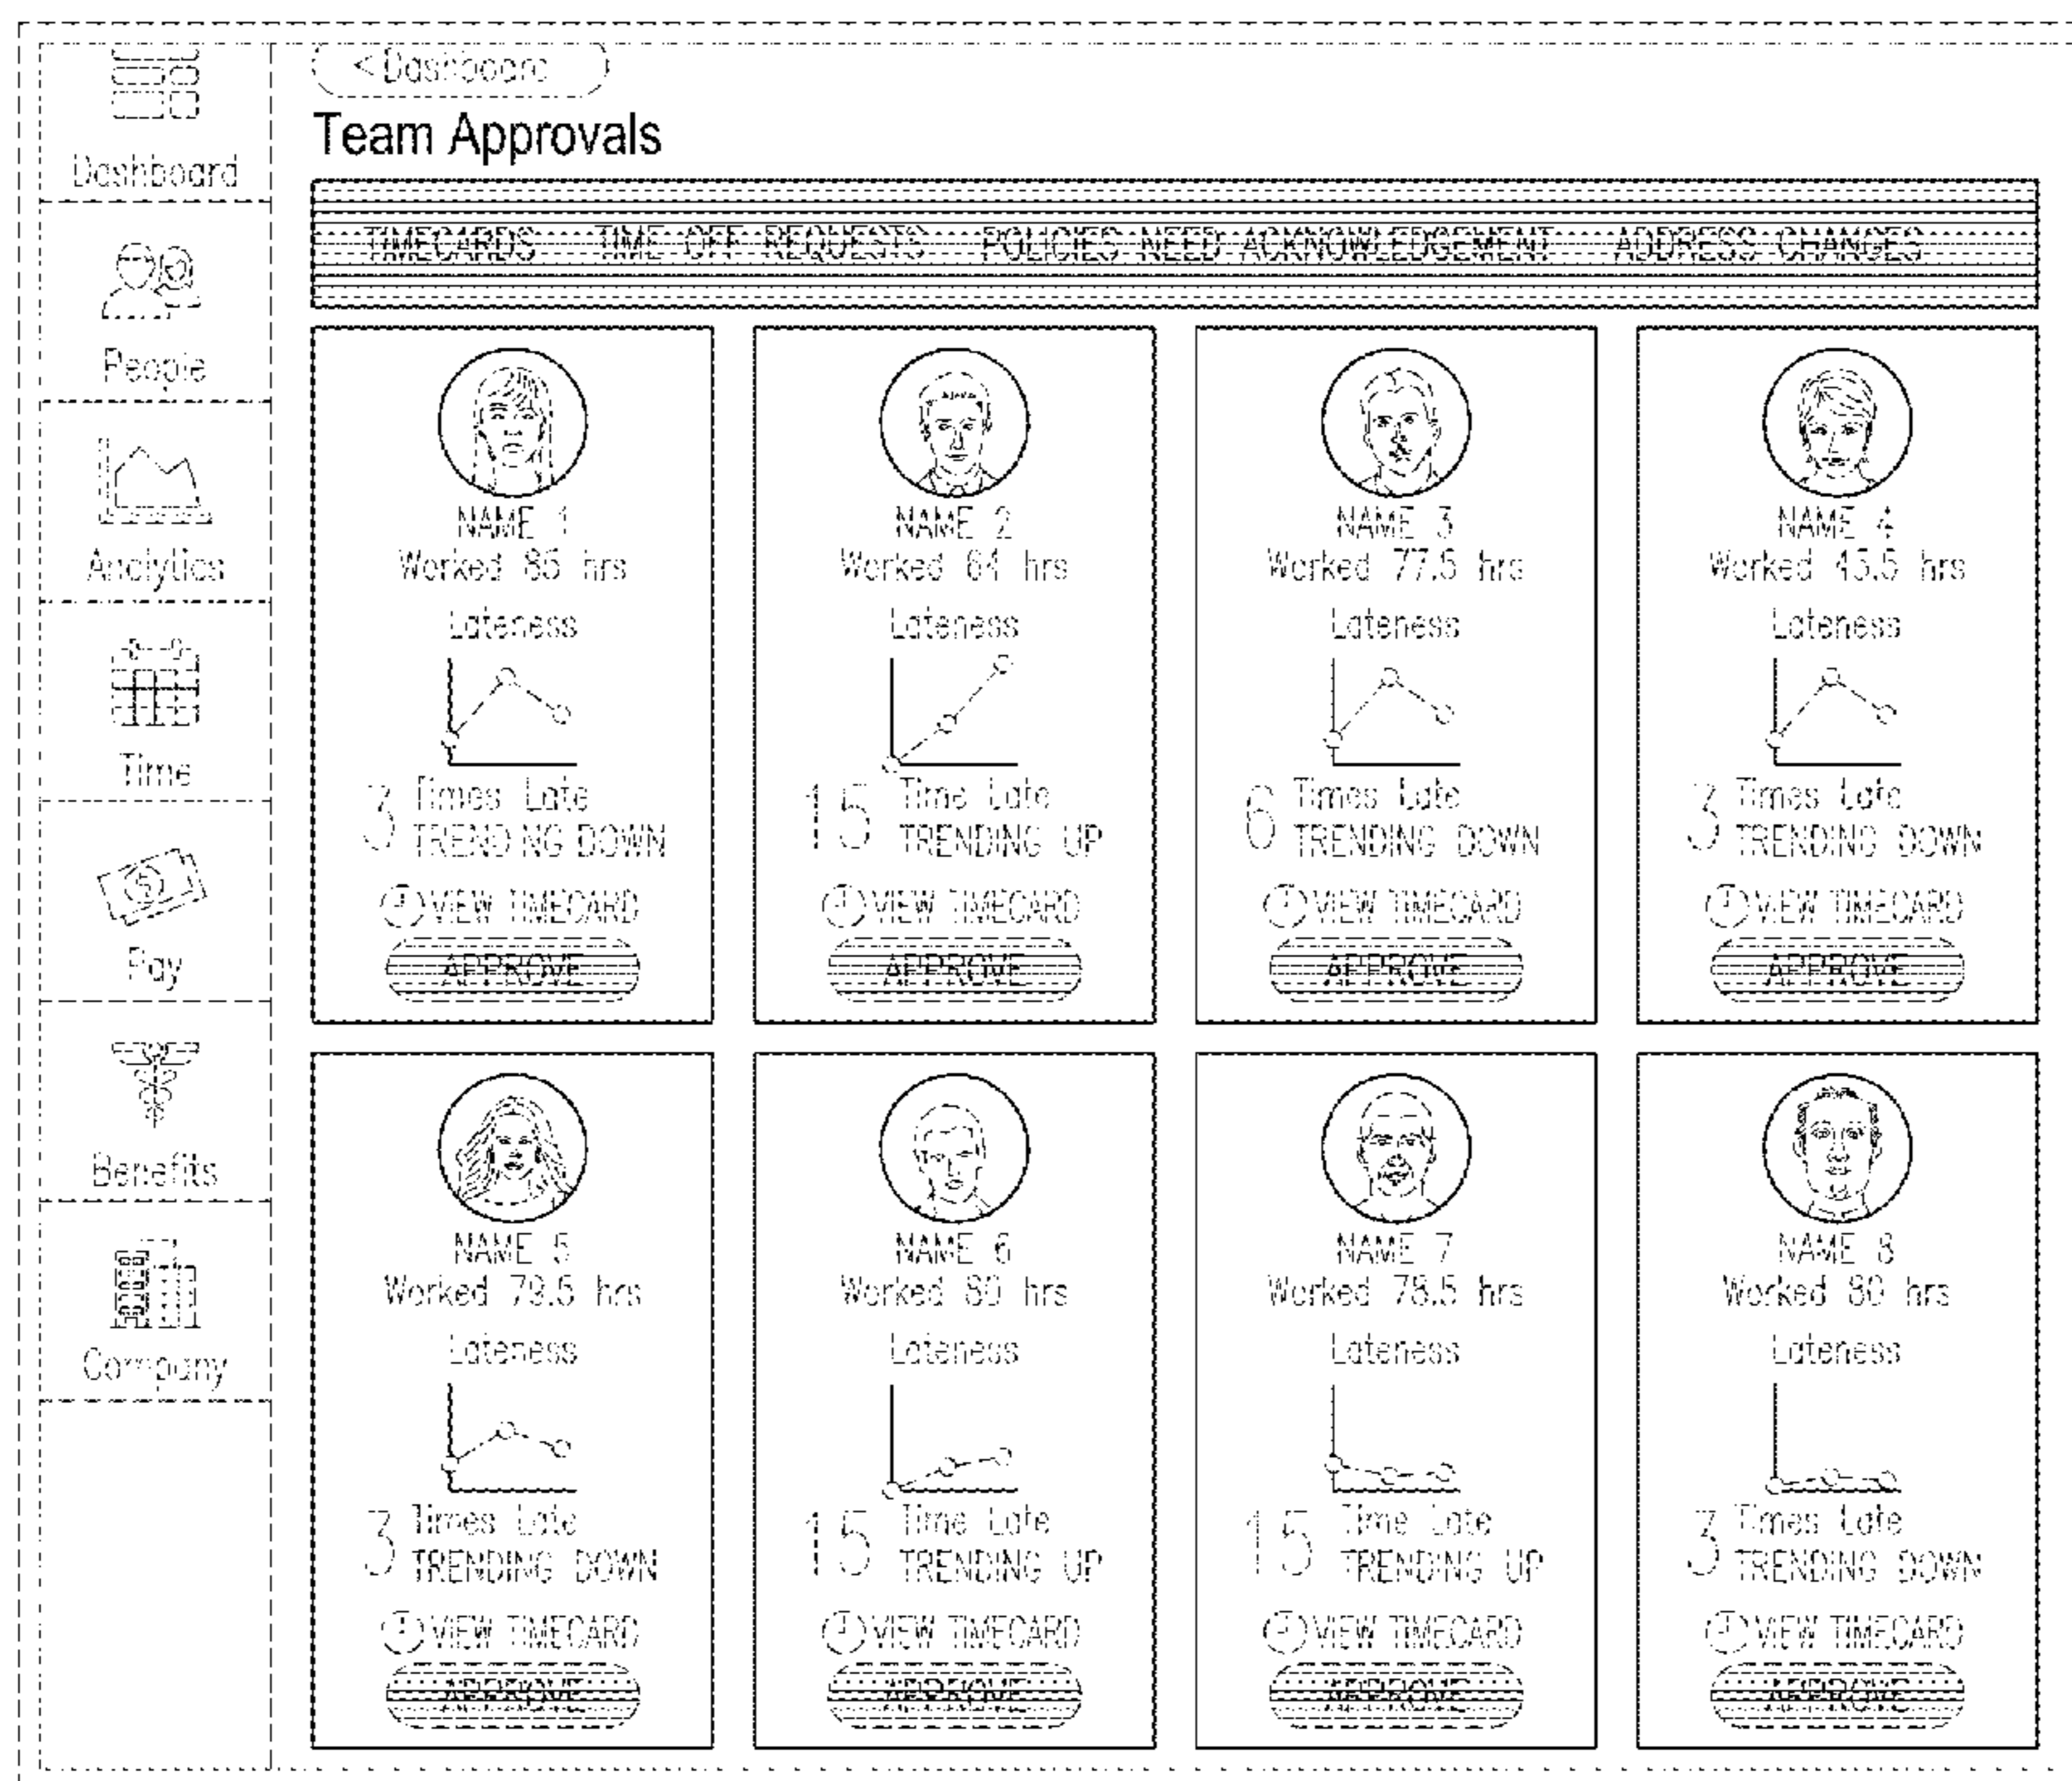 < Dashboard
Team Approvals
Dashboard
People
Analytics
Time
Pay
Benefits
Company
TIMECARDS TIME OFF REQUESTS POLICIES NEED ACKNOWLEDGEMENT ADDRESS CHANGES
NAME 1
Worked 85 hrs
Lateness
3 Times Late
TRENDING DOWN
VIEW TIMECARD
APPROVE
NAME 2
Worked 64 hrs
Lateness
15 Time Late
TRENDING UP
VIEW TIMECARD
APPROVE
NAME 3
Worked 77.5 hrs
Lateness
6 Times Late
TRENDING DOWN
VIEW TIMECARD
APPROVE
NAME 4
Worked hrs
Lateness
3 Times Late
TRENDING DOWN
VIEW TIMECARD
APPROVE
NAME 5
Worked 79.5 hrs
Lateness
3 Times Late
TRENDING DOWN
VIEW TIMECARD
APPROVE
NAME 6
Worked 80 hrs
Lateness
15 Time Late
TRENDING UP
VIEW TIMECARD
APPROVE
NAME 7
Worked 78.5 hrs
Lateness
15 Time Late
TRENDING UP
VIEW TIMECARD
APPROVE
NAME 8
Worked 80 hrs
Lateness
3 Times Late
TRENDING DOWN
VIEW TIMECARD
APPROVE